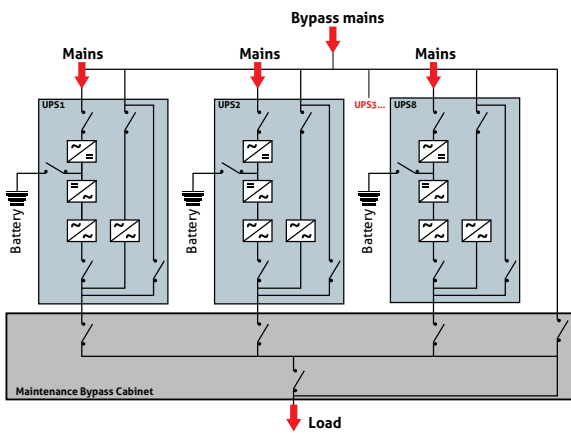 Bypass mains
Mains
Mains
Mains
UPS1
UPS2
UPS3...
UPS8
Battery
Battery
Battery
Maintenance Bypass Cabinet
Load